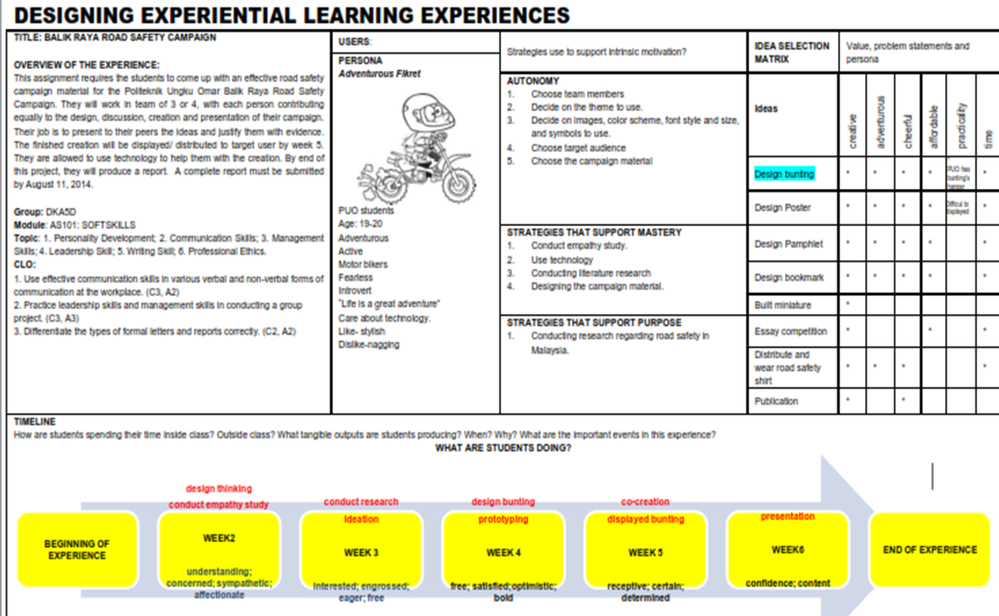 DESIGNING EXPERIENTIAL LEARNING EXPERIENCES
TITLE: BALIK RAYA ROAD SAFETY CAMPAIGN
OVERVIEW OF THE EXPERIENCE:
This assignment requires the students to come up with an effective road safety
campaign material for the Politeknik Ungku Omar Balik Raya Road Safety
Campaign. They will work in team of 3 or 4, with each person contributing
equally to the design, discussion, creation and presentation of their campaign.
Their job is to present to their peers the ideas and justify them with evidence.
The finished creation will be displayed/ distributed to target user by week 5.
They are allowed to use technology to help them with the creation. By end of
this project, they will produce a report. A complete report must be submitted
by August 11, 2014.
Group: DKA5D
Module: AS101: SOFTSKILLS
Topic: 1. Personality Development; 2. Communication Skills; 3. Management
Skills; 4. Leadership Skill; 5. Writing Skill; 6. Professional Ethics.
CLO:
1. Use effective communication skills in various verbal and non-verbal forms of
communication at the workplace. (C3, A2)
2. Practice leadership skills and management skills in conducting a group
project. (C3, A3)
3. Differentiate the types of formal letters and reports correctly. (C2, A2)
USERS:
PERSONA
Adventurous Fikret
PUO students
Age: 19-20
Adventurous
Active
Motor bikers
Fearless
Introvert
"Life is a great adventure"
Care about technology.
Like- stylish
Dislike-nagging
Strategies use to support intrinsic motivation?
AUTONOMY
1. Choose team members
2. Decide on the theme to use.
3. Decide on images, color scheme, font style and size,
and symbols to use.
4. Choose target audience
5. Choose the campaign material
STRATEGIES THAT SUPPORT MASTERY
1. Conduct empathy study.
2. Use technology
3. Conducting literature research
4. Designing the campaign material.
STRATEGIES THAT SUPPORT PURPOSE
1. Conducting research regarding road safety in
Malaysia.
IDEA SELECTION
MATRIX
Value, problem statements and
persona
Ideas
creative
adventurous
cheerful
affordable
practicality
time
Design bunting * * * * PUO has *
bunting's
hanger
Design Poster * * * * Difficult to *
displayed
Design Pamphlet * * * * * *
Design bookmark * * * * * *
Built miniature *
Essay competition * * *
Distribute and
wear road safety * * * *
shirt
Publication * *
TIMELINE
How are students spending their time inside class? Outside class? What tangible outputs are students producing? When? Why? What are the important events in this experience?
WHAT ARE STUDENTS DOING?
BEGINNING OF
EXPERIENCE
design thinking
conduct empathy study
WEEK2
understanding;
concerned; sympathetic;
affectionate
conduct research
Ideation
WEEK 3
Interested; engrossed;
eager; free
design bunting
prototyping
WEEK 4
free; satisfied;optimistic;
bold
co-creation
displayed bunting
WEEK 5
receptive; certain;
determined
presentation
WEEK6
confidence; content
END OF EXPERIENCE